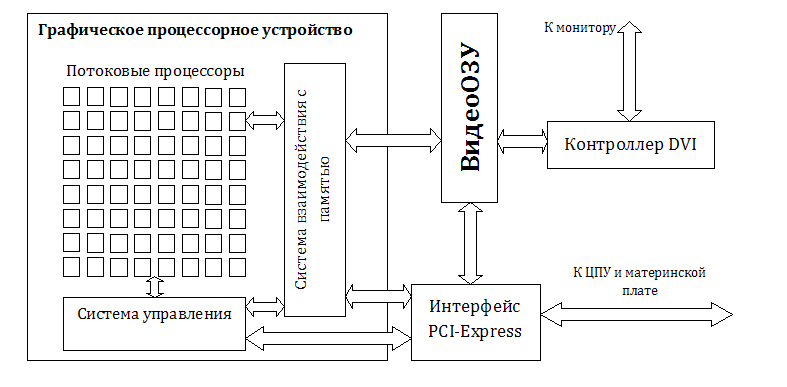 Графическое процессорное устройство
Потоковые процессоры
Система взаимодействия с
памятью
Система управления
ВидеоОЗУ
К монитору
Контроллер DVI
Интерфейс
PCI-Express
К ЦПУ и материнской
плате